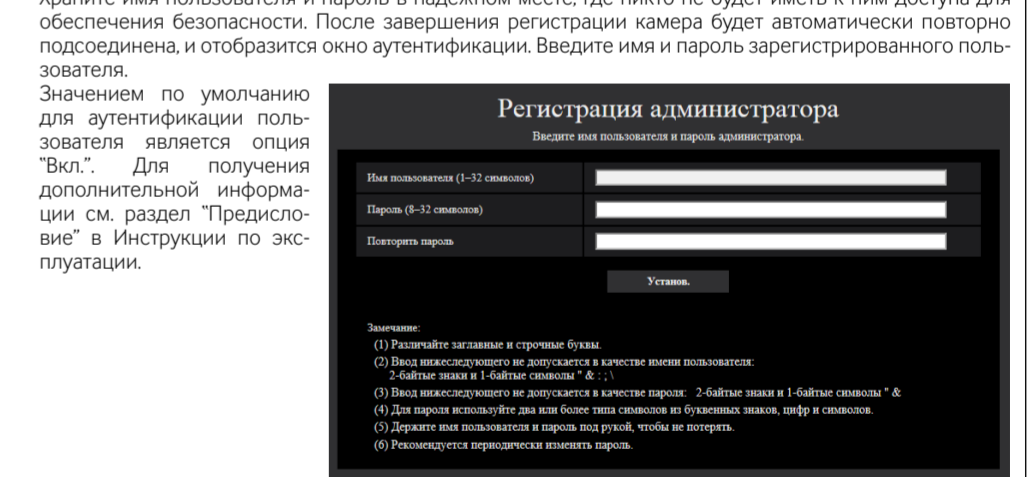 Храните имя пользователя и пароль в надежном месте, где никто не будет иметь к ним доступа для
обеспечения безопасности. После завершения регистрации камера будет автоматически повторно
подсоединена, и отобразится окно аутентификации. Введите имя и пароль зарегистрированного поль-
зователя.
Значением по умолчанию
для аутентификации поль-
зователя является опция
“Вкл.”. Для получения
дополнительной информа-
ции см. раздел “Предисло-
вие” в Инструкции по экс-
плуатации.
Регистрация администратора
Введите имя пользователя и пароль администратора.
Имя пользователя (1–32 символов)
Пароль (8–32 символов)
Повторить пароль
Установ.
Замечание:
(1) Различайте заглавные и строчные буквы.
(2) Ввод нижеследующего не допускается в качестве имени пользователя:
2-байтые знаки и 1-байтые символы " & : ; \
(3) Ввод нижеследующего не допускается в качестве пароля: 2-байтые знаки и 1-байтые символы " &
(4) Для пароля используйте два или более типа символов из буквенных знаков, цифр и символов.
(5) Держите имя пользователя и пароль под рукой, чтобы не потерять.
(6) Рекомендуется периодически изменять пароль.